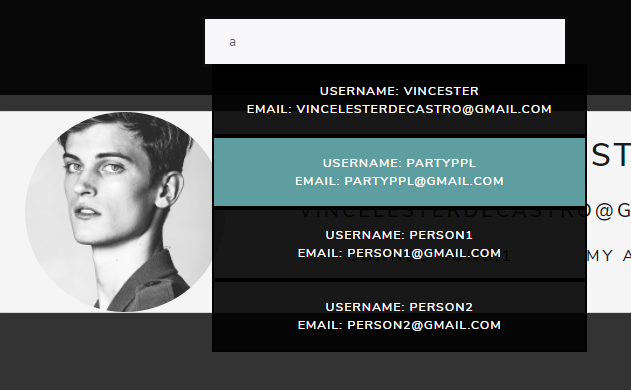 a
USERNAME: VINCESTER
EMAIL: VINCELESTERDECASTRO@GMAIL.COM
USERNAME: PARTYPPL
EMAIL: PARTYPPL@GMAIL.COM
USERNAME: PERSON1
EMAIL: PERSON1@GMAIL.COM
USERNAME: PERSON2
EMAIL: PERSON2@GMAIL.COM
ST
VINCELESTERDECASTRO@G
MY A